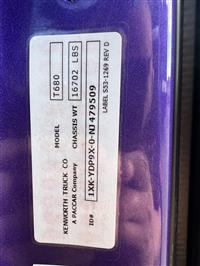 KENWORTH TRUCK CO
A PACCAR Company
MODEL T680
CHASSIS WT 16702 LBS
ID# 1XK-YDP9X-0-NJ479509
LABEL S33-1269 REV D